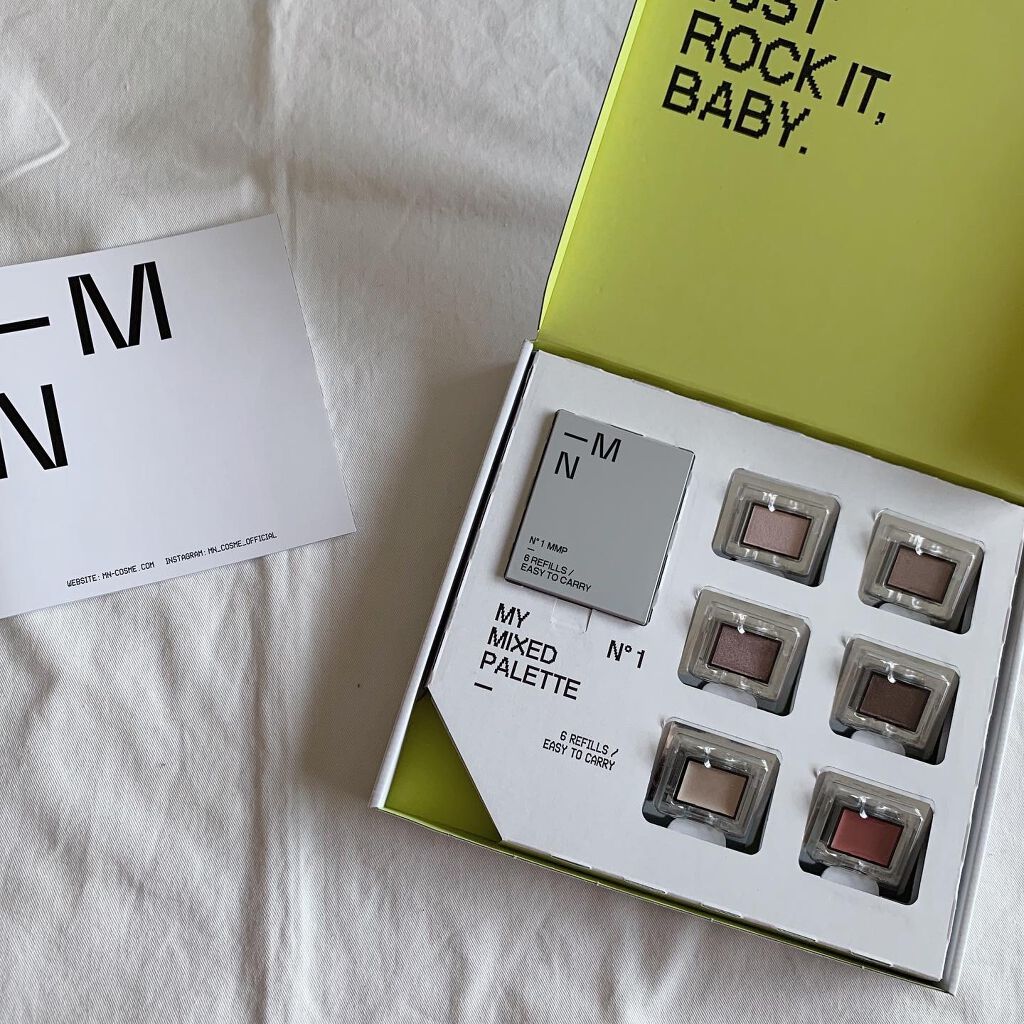 —M
N
WEBSITE: MN-COSME.COM INSTAGRAM: MN_COSME_OFFICIAL
JUST
ROCK IT,
BABY.
—M
N
N°1 MMP
—
6 REFILLS /
EASY TO CARRY
MY
MIXED
PALETTE
—
N°1
6 REFILLS /
EASY TO CARRY